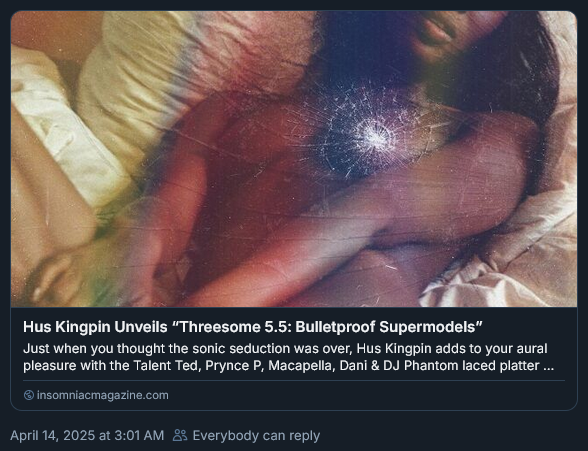 Hus Kingpin Unveils “Threesome 5.5: Bulletproof Supermodels”
Just when you thought the sonic seduction was over, Hus Kingpin adds to your aural
pleasure with the Talent Ted, Prynce P, Macapella, Dani & DJ Phantom laced platter ...
insomniacmagazine.com
April 14, 2025 at 3:01 AM Everybody can reply